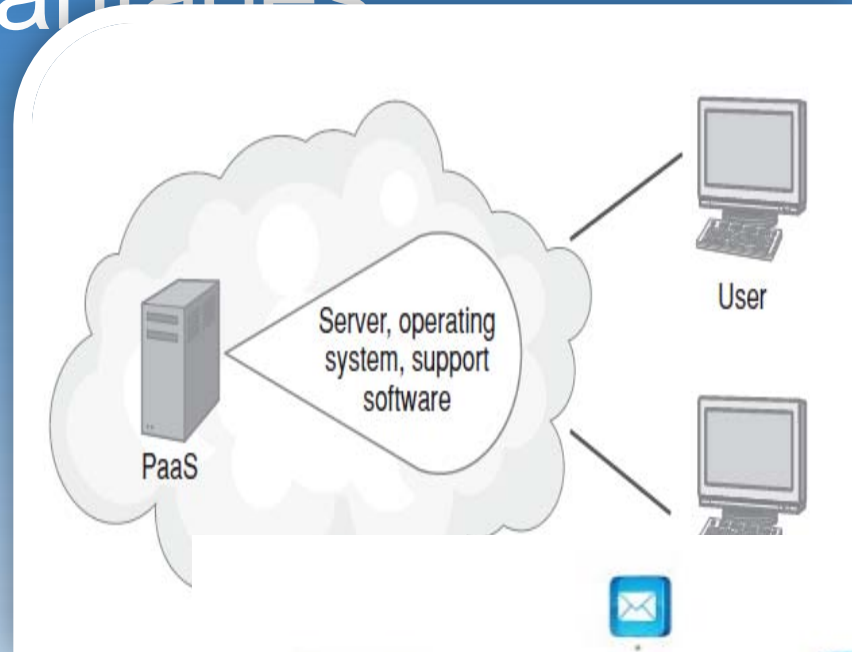 Server, operating
system, support
software
PaaS
User